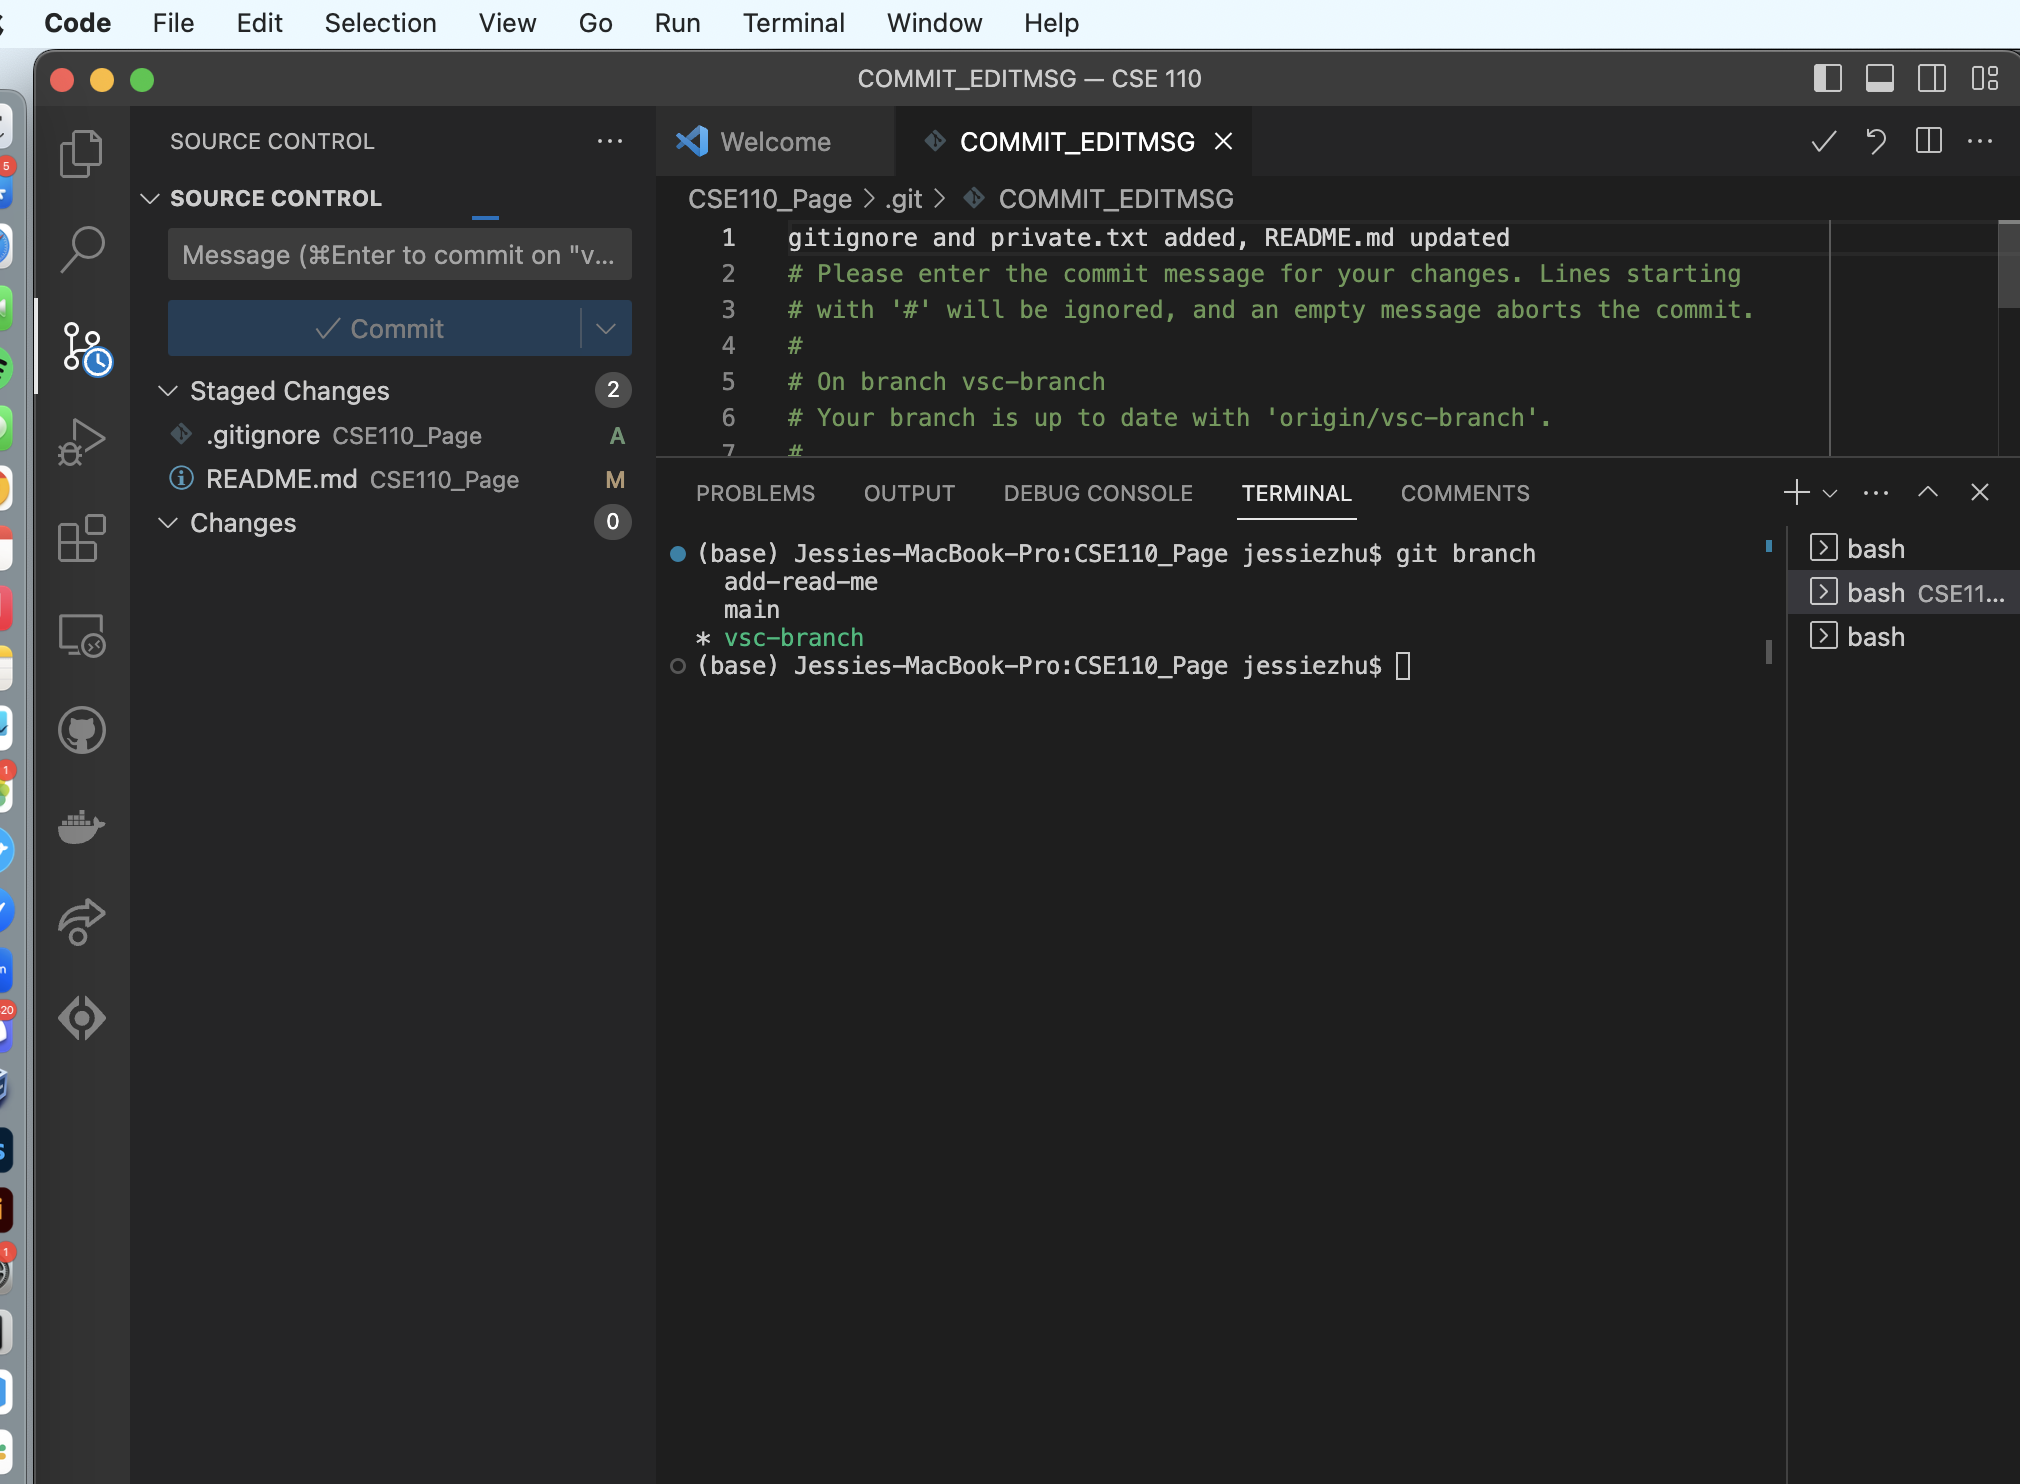 Code File Edit Selection View Go Run Terminal Window Help
COMMIT_EDITMSG — CSE 110
SOURCE CONTROL
SOURCE CONTROL
Message (⌘Enter to commit on "v...
Commit
Staged Changes 2
.gitignore CSE110_Page A
README.md CSE110_Page M
Changes 0
Welcome COMMIT_EDITMSG
CSE110_Page > .git > COMMIT_EDITMSG
1 gitignore and private.txt added, README.md updated
2 # Please enter the commit message for your changes. Lines starting
3 # with '#' will be ignored, and an empty message aborts the commit.
4 #
5 # On branch vsc-branch
6 # Your branch is up to date with 'origin/vsc-branch'.
7 #
PROBLEMS OUTPUT DEBUG CONSOLE TERMINAL COMMENTS
(base) Jessies-MacBook-Pro:CSE110_Page jessiezhu$ git branch
add-read-me
main
* vsc-branch
(base) Jessies-MacBook-Pro:CSE110_Page jessiezhu$
bash
bash CSE11...
bash
5
1
20
1